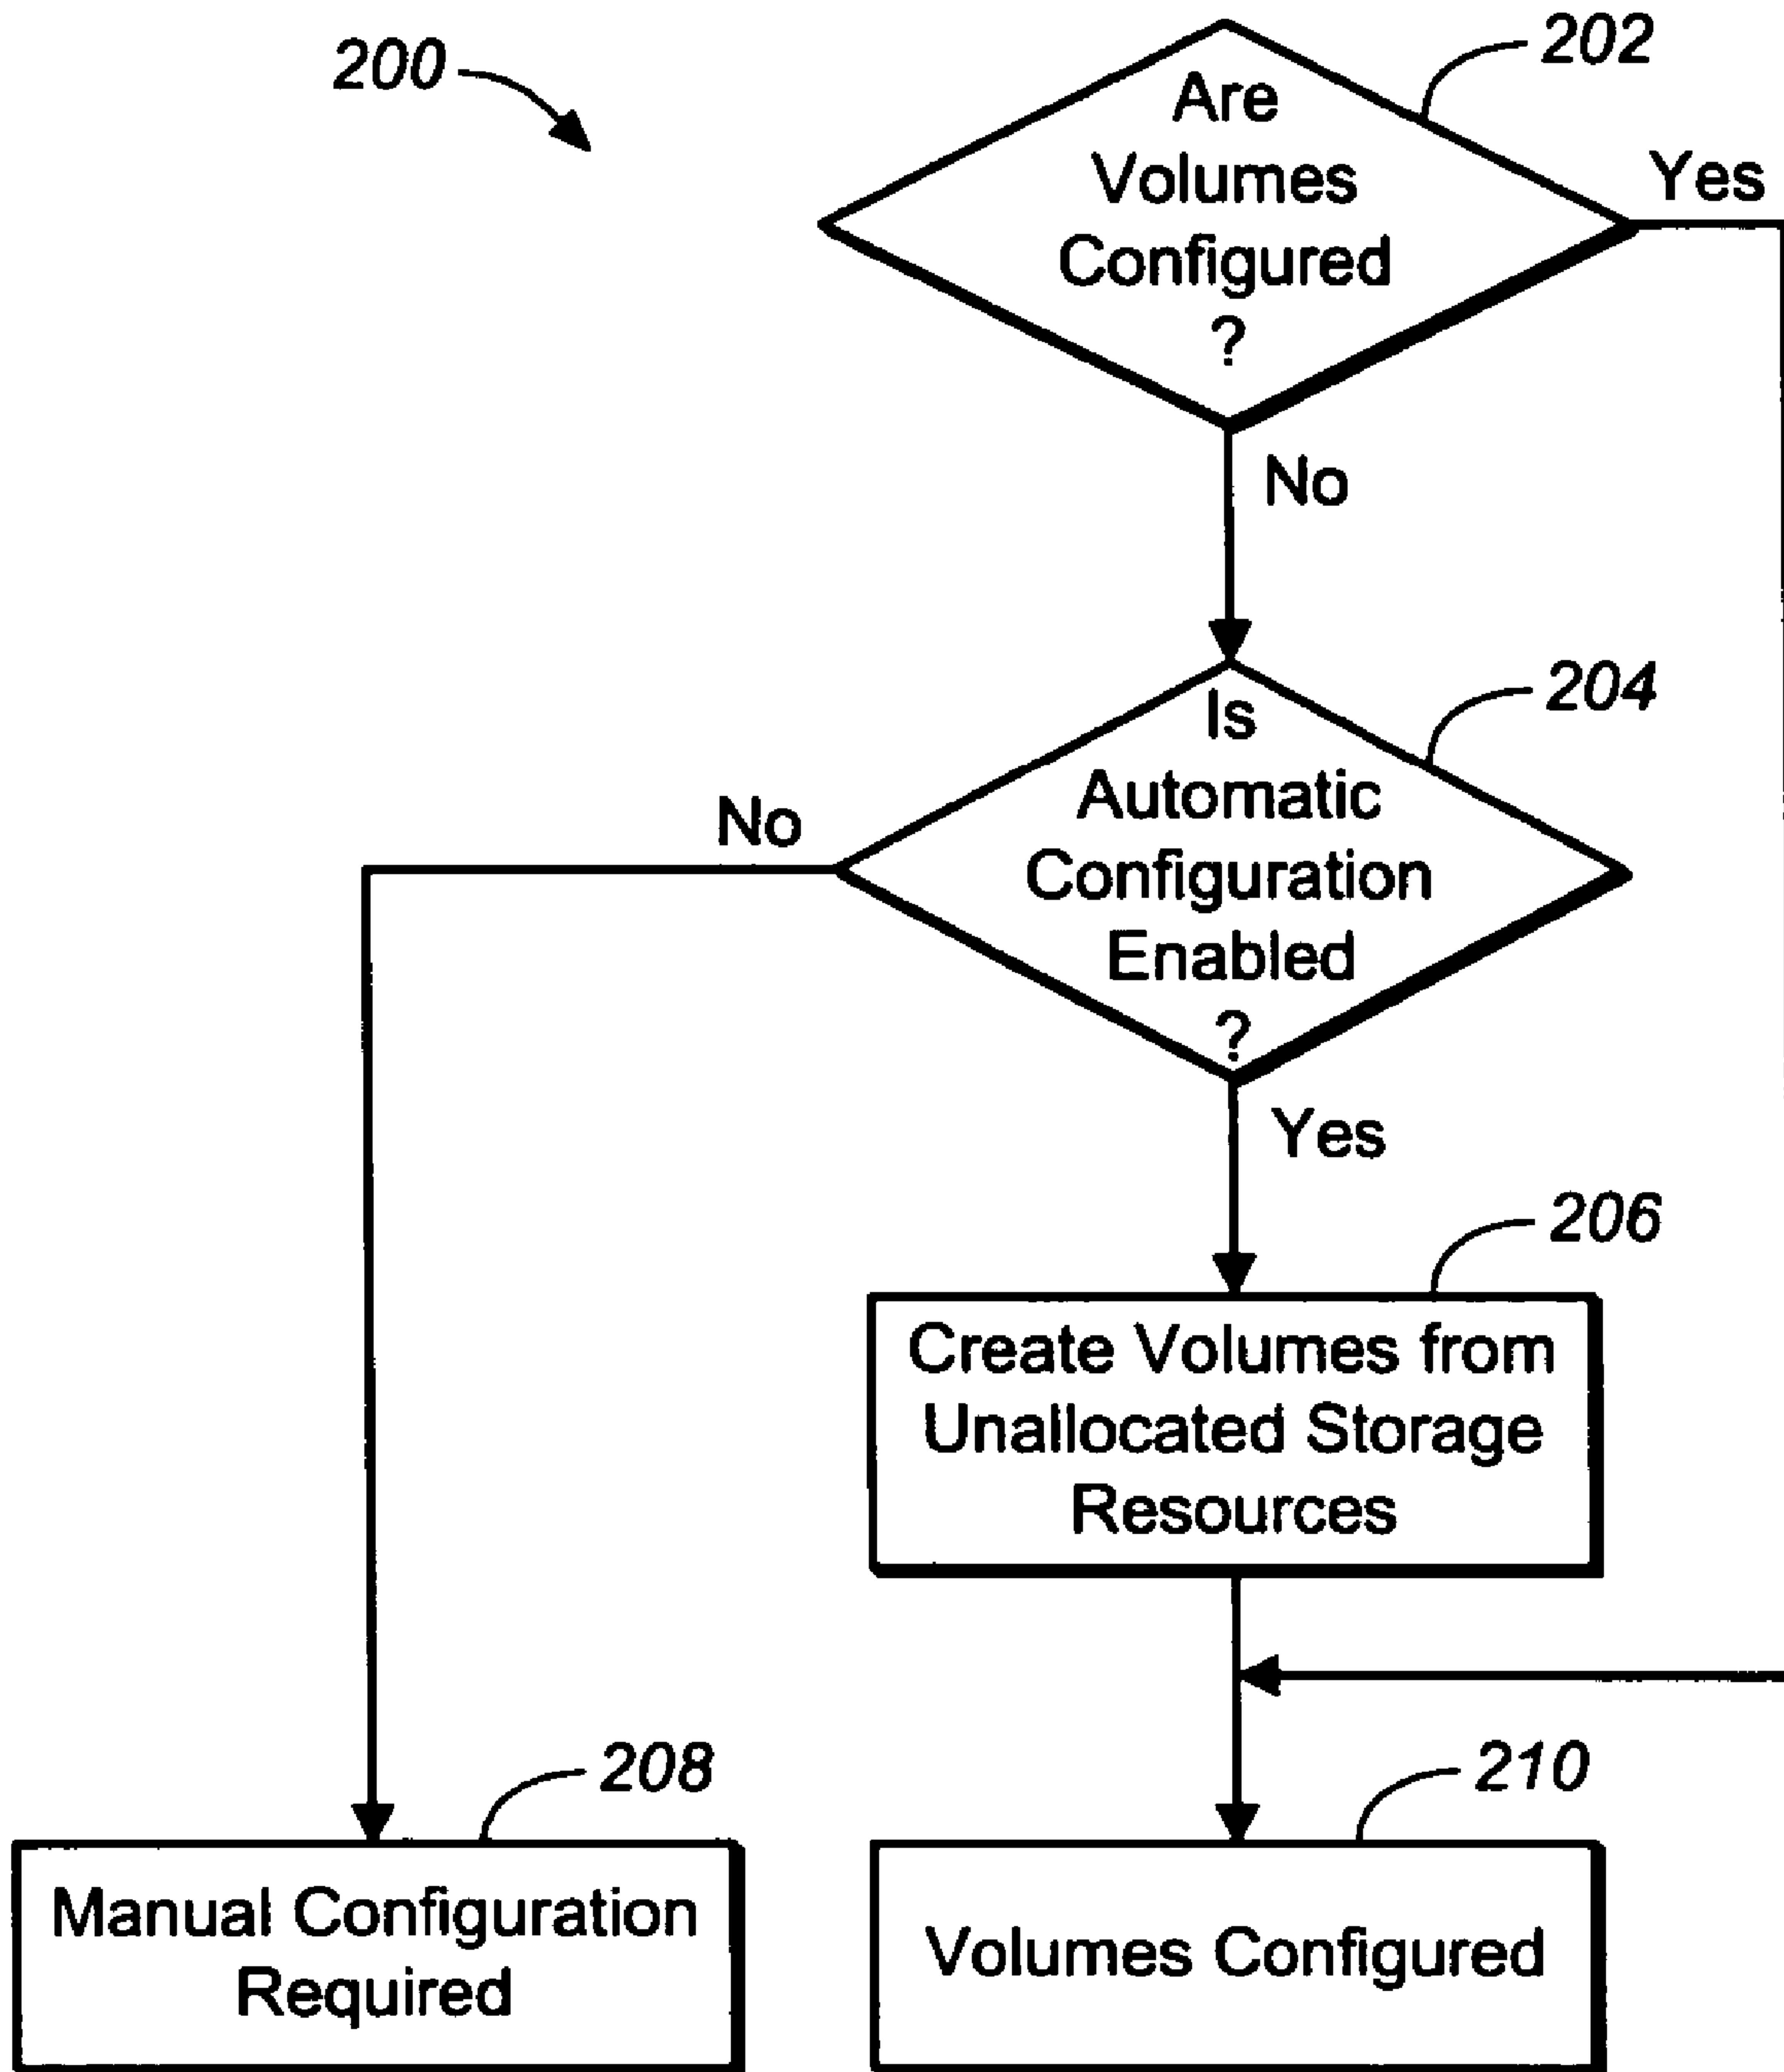 200
202
Are
Volumes
Configured
?
Yes
No
204
Is
Automatic
Configuration
Enabled
?
No
Yes
206
Create Volumes from
Unallocated Storage
Resources
208
Manual Configuration
Required
210
Volumes Configured